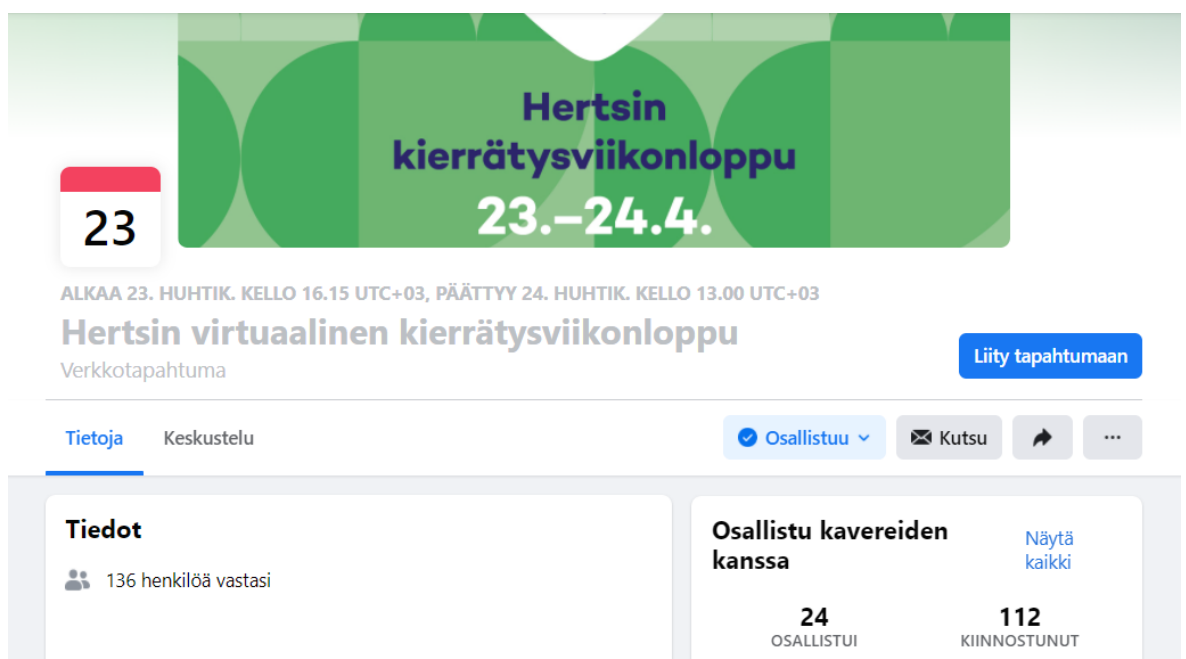 Hertsin
kierrätysviikonloppu
23.–24.4.
23
ALKAA 23. HUHTIK. KELLO 16.15 UTC+03, PÄÄTTYY 24. HUHTIK. KELLO 13.00 UTC+03
Hertsin virtuaalinen kierrätysviikonloppu
Verkkotapahtuma
Liity tapahtumaan
Tietoja
Keskustelu
Osallistuu
Kutsu
Tiedot
136 henkilöä vastasi
Osallistu kavereiden
kanssa
Näytä
kaikki
24
OSALLISTUI
112
KIINNOSTUNUT